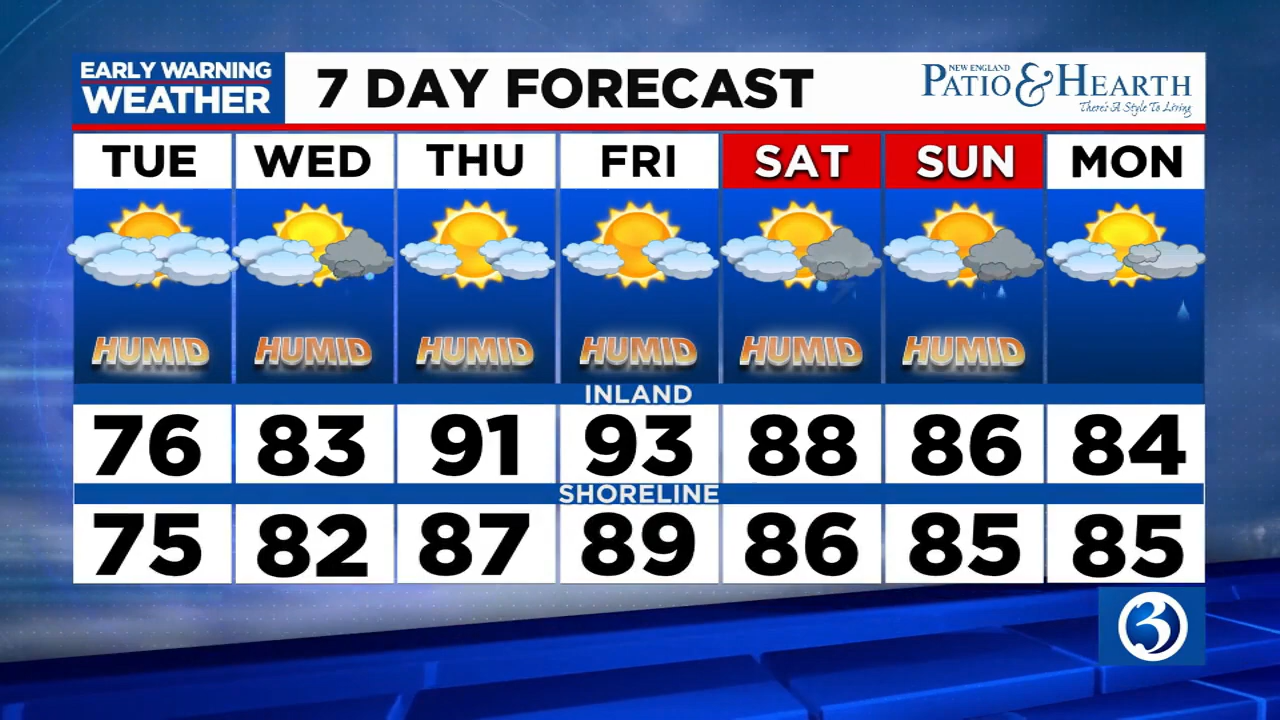 EARLY WARNING
WEATHER
7 DAY FORECAST
NEW ENGLAND
PATIO & HEARTH
There's A Style To Living
TUE WED THU FRI SAT SUN MON
HUMID HUMID HUMID HUMID HUMID HUMID
INLAND
76 83 91 93 88 86 84
SHORELINE
75 82 87 89 86 85 85
3